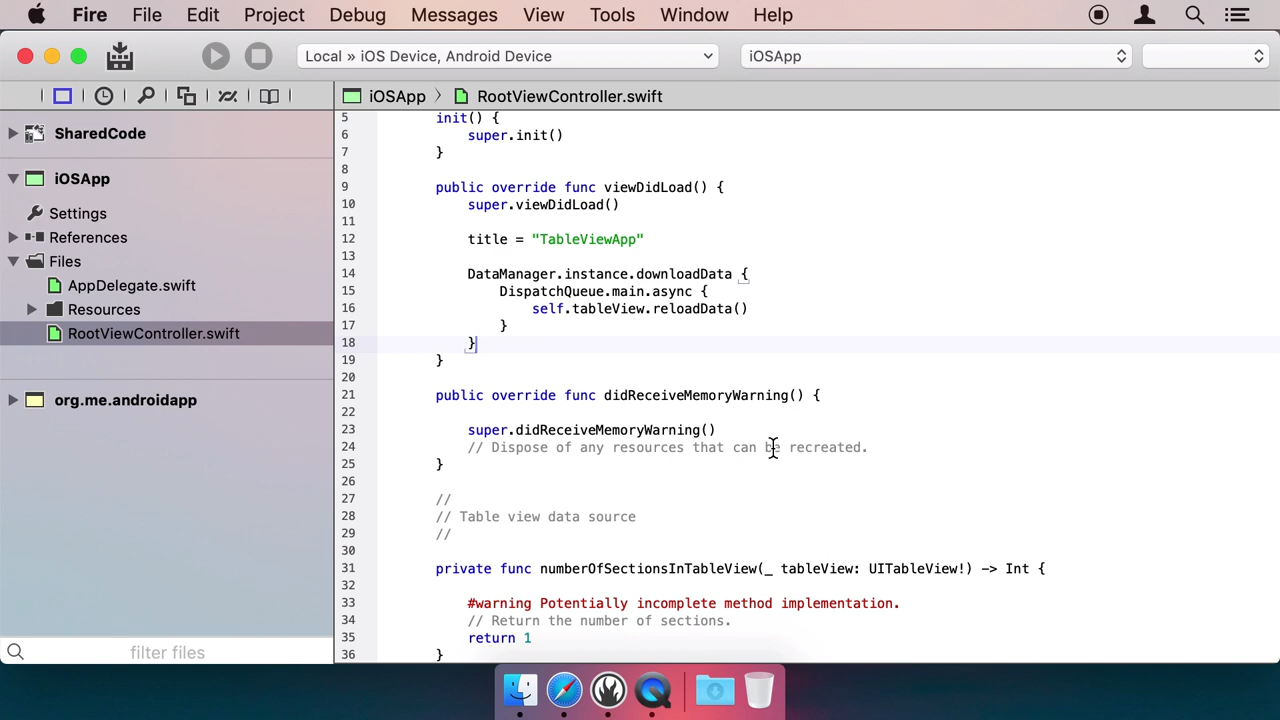 Fire File Edit Project Debug Messages View Tools Window Help
Local » iOS Device, Android Device
iOSApp
iOSApp 〉 RootViewController.swift
SharedCode
iOSApp
Settings
References
Files
AppDelegate.swift
Resources
RootViewController.swift
org.me.androidapp
filter files
5 init() {
6 super.init()
7 }
8
9 public override func viewDidLoad() {
10 super.viewDidLoad()
11
12 title = "TableViewApp"
13
14 DataManager.instance.downloadData {
15 DispatchQueue.main.async {
16 self.tableView.reloadData()
17 }
18 }
19 }
20
21 public override func didReceiveMemoryWarning() {
22
23 super.didReceiveMemoryWarning()
24 // Dispose of any resources that can be recreated.
25 }
26
27 //
28 // Table view data source
29 //
30
31 private func numberOfSectionsInTableView(_ tableView: UITableView!) -> Int {
32
33 #warning Potentially incomplete method implementation.
34 // Return the number of sections.
35 return 1
36 }